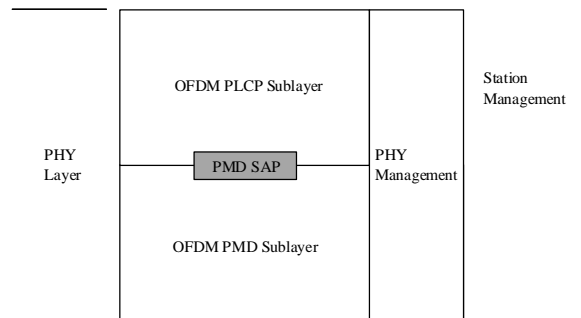 OFDM PLCP Sublayer
Station
Management
PHY
Layer
PMD SAP
PHY
Management
OFDM PMD Sublayer